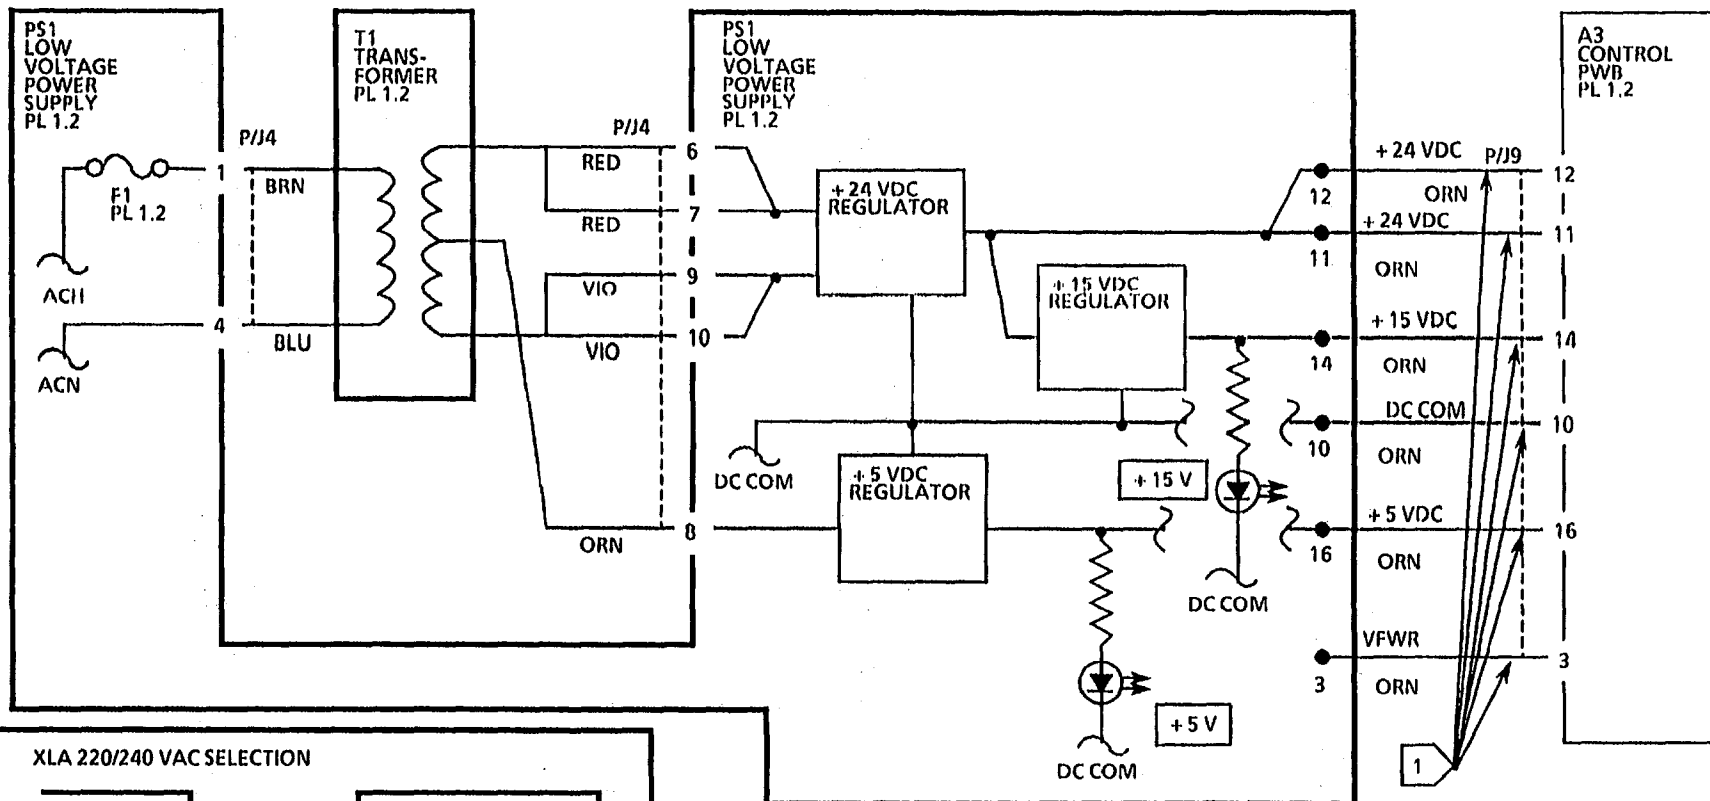 PS1
LOW
VOLTAGE
POWER
SUPPLY
PL 1.2
T1
TRANS-
FORMER
PL 1.2
PS1
LOW
VOLTAGE
POWER
SUPPLY
PL 1.2
A3
CONTROL
PWB
PL 1.2
P/J4
P/J4
P/J9
1
BRN
F1
PL 1.2
ACH
4
BLU
ACN
RED
6
RED
7
VIO
9
VIO
10
ORN
8
+ 24 VDC
REGULATOR
+ 15 VDC
REGULATOR
+ 5 VDC
REGULATOR
DC COM
+ 15 V
DC COM
+ 5 V
DC COM
12
+ 24 VDC
ORN
12
11
+ 24 VDC
ORN
11
14
+ 15 VDC
ORN
14
10
DC COM
ORN
10
16
+ 5 VDC
ORN
16
3
VFWR
ORN
3
1
XLA 220/240 VAC SELECTION